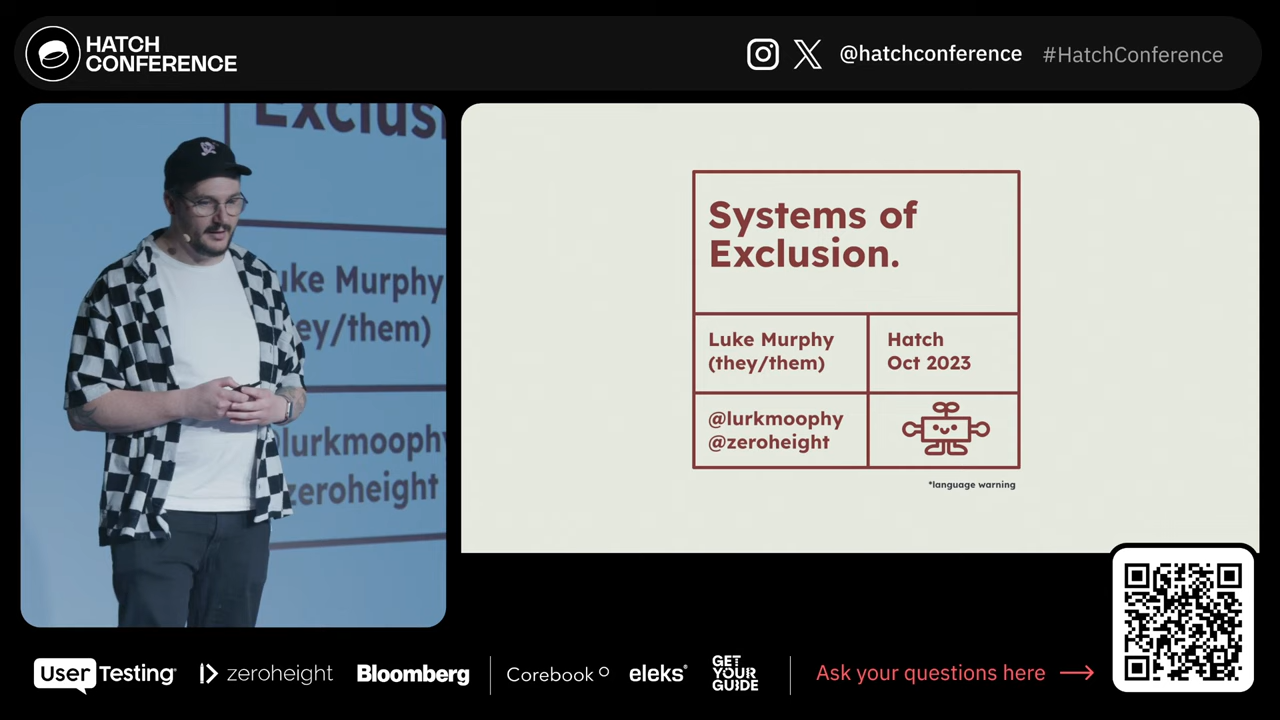 HATCH
CONFERENCE
@hatchconference #HatchConference
Exclusi
uke Murphy
ey/them)
lurkmoophy
zeroheight
Systems of
Exclusion.
Luke Murphy
(they/them)
Hatch
Oct 2023
@lurkmoophy
@zeroheight
*language warning
UserTesting
zeroheight
Bloomberg
Corebook
eleks
GET
YOUR
GUIDE
Ask your questions here